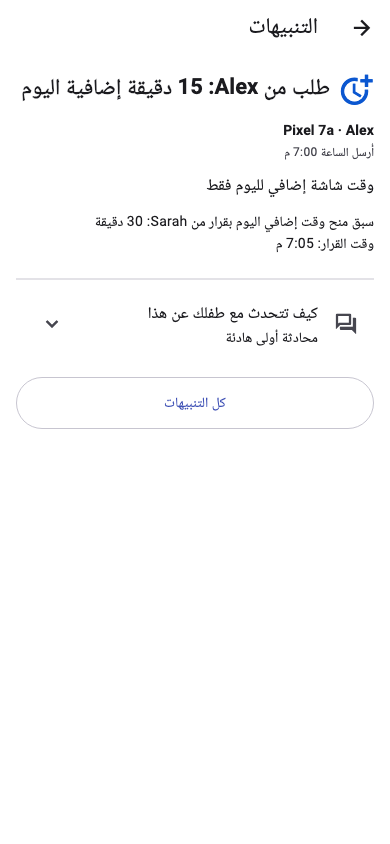 التنبيهات
طلب من Alex: 15 دقيقة إضافية اليوم
Pixel 7a · Alex
أُرسل الساعة 7:00 م
وقت شاشة إضافي لليوم فقط
سبق منح وقت إضافي اليوم بقرار من Sarah: 30 دقيقة
وقت القرار: 7:05 م
كيف تتحدث مع طفلك عن هذا
محادثة أولى هادئة
كل التنبيهات